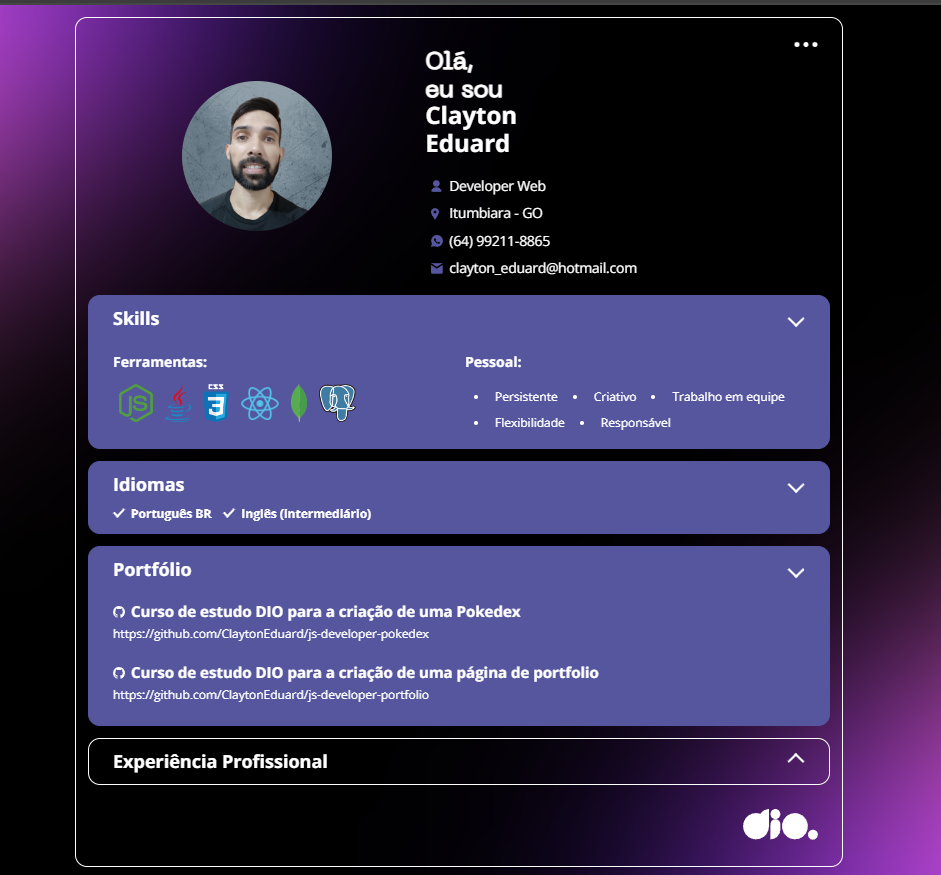 Olá,
eu sou
Clayton
Eduard
Developer Web
Itumbiara - GO
(64) 99211-8865
clayton_eduard@hotmail.com
Skills
Ferramentas:
JS
Java
CSS
3
Pessoal:
Persistente
Criativo
Trabalho em equipe
Flexibilidade
Responsável
Idiomas
Português BR
Inglês (intermediário)
Portfólio
Curso de estudo DIO para a criação de uma Pokedex
https://github.com/ClaytonEduard/js-developer-pokedex
Curso de estudo DIO para a criação de uma página de portfolio
https://github.com/ClaytonEduard/js-developer-portfolio
Experiência Profissional
dio.